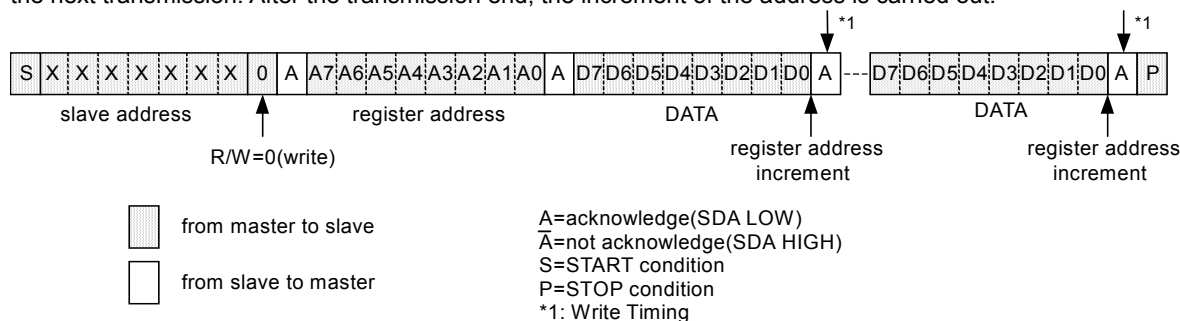 the next transmission. After the transmission end, the increment of the address is carried out.
*1 *1
S X X X X X X X 0 A A7 A6 A5 A4 A3 A2 A1 A0 A D7 D6 D5 D4 D3 D2 D1 D0 A D7 D6 D5 D4 D3 D2 D1 D0 A P
slave address register address DATA DATA
R/W=0(write) register address increment register address increment
from master to slave
from slave to master
A=acknowledge(SDA LOW)
A̅=not acknowledge(SDA HIGH)
S=START condition
P=STOP condition
*1: Write Timing